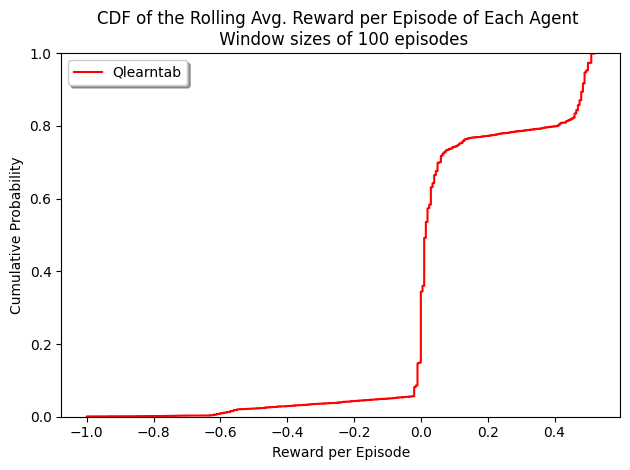 CDF of the Rolling Avg. Reward per Episode of Each Agent
Window sizes of 100 episodes
Qlearntab
Cumulative Probability
1.0
0.8
0.6
0.4
0.2
0.0
−1.0 −0.8 −0.6 −0.4 −0.2 0.0 0.2 0.4
Reward per Episode